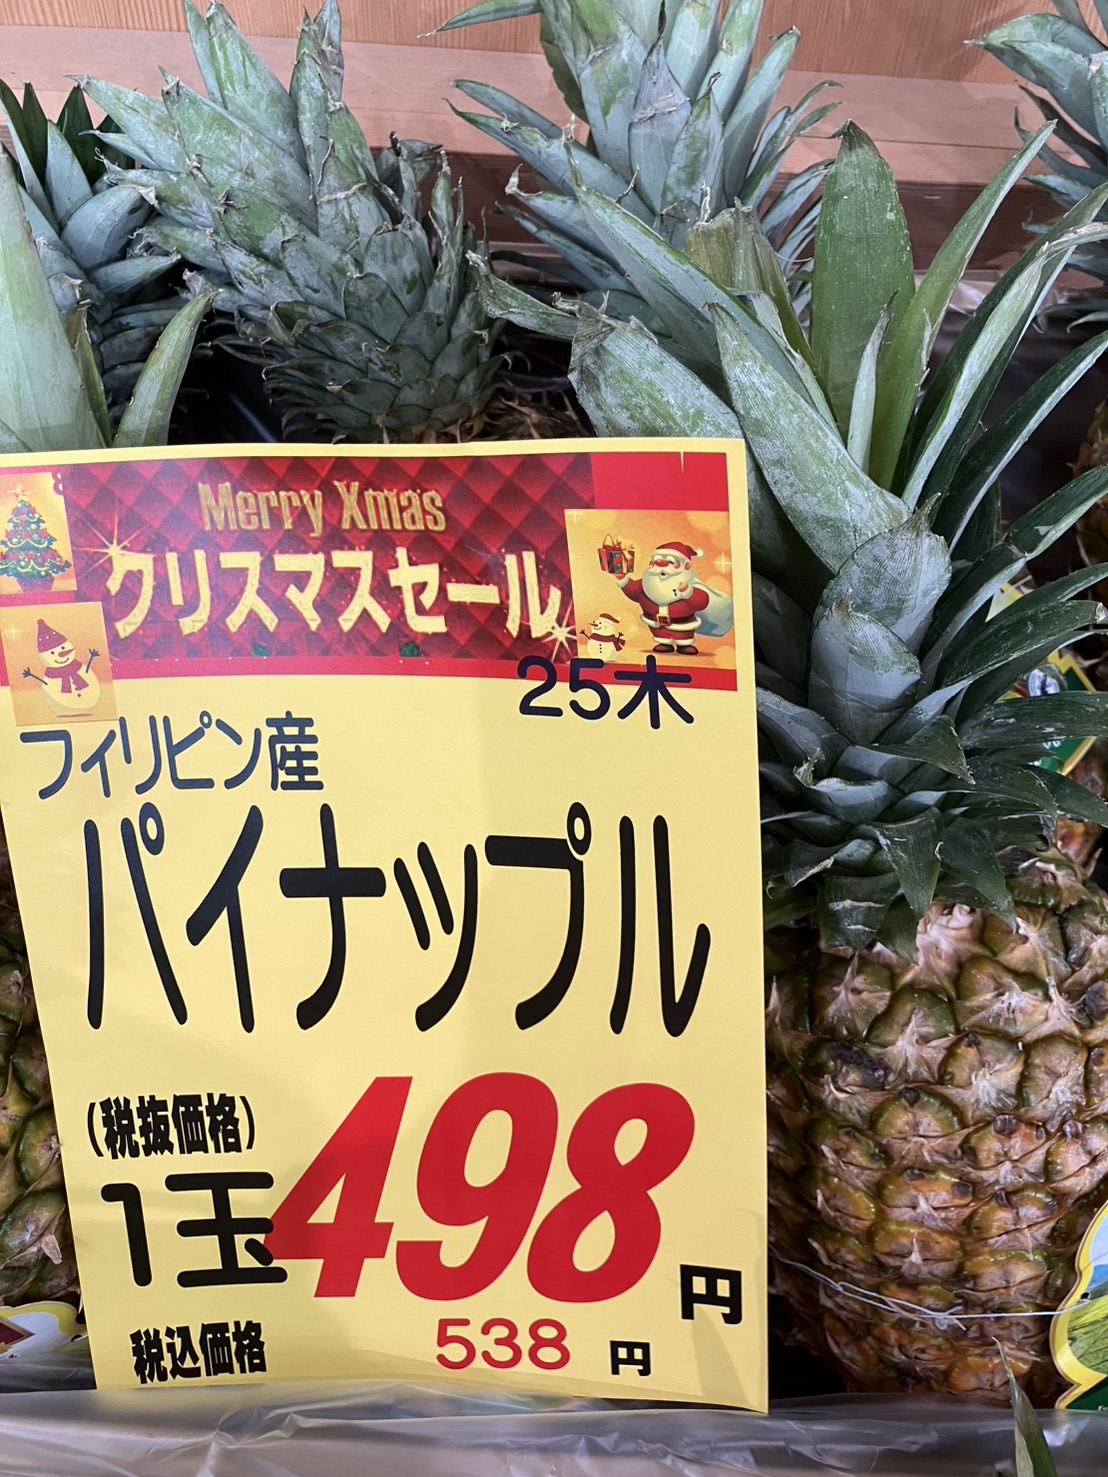 Merry Xmas
クリスマスセール
25木
フィリピン産
パイナップル
(税抜価格)
1玉498円
税込価格 538円